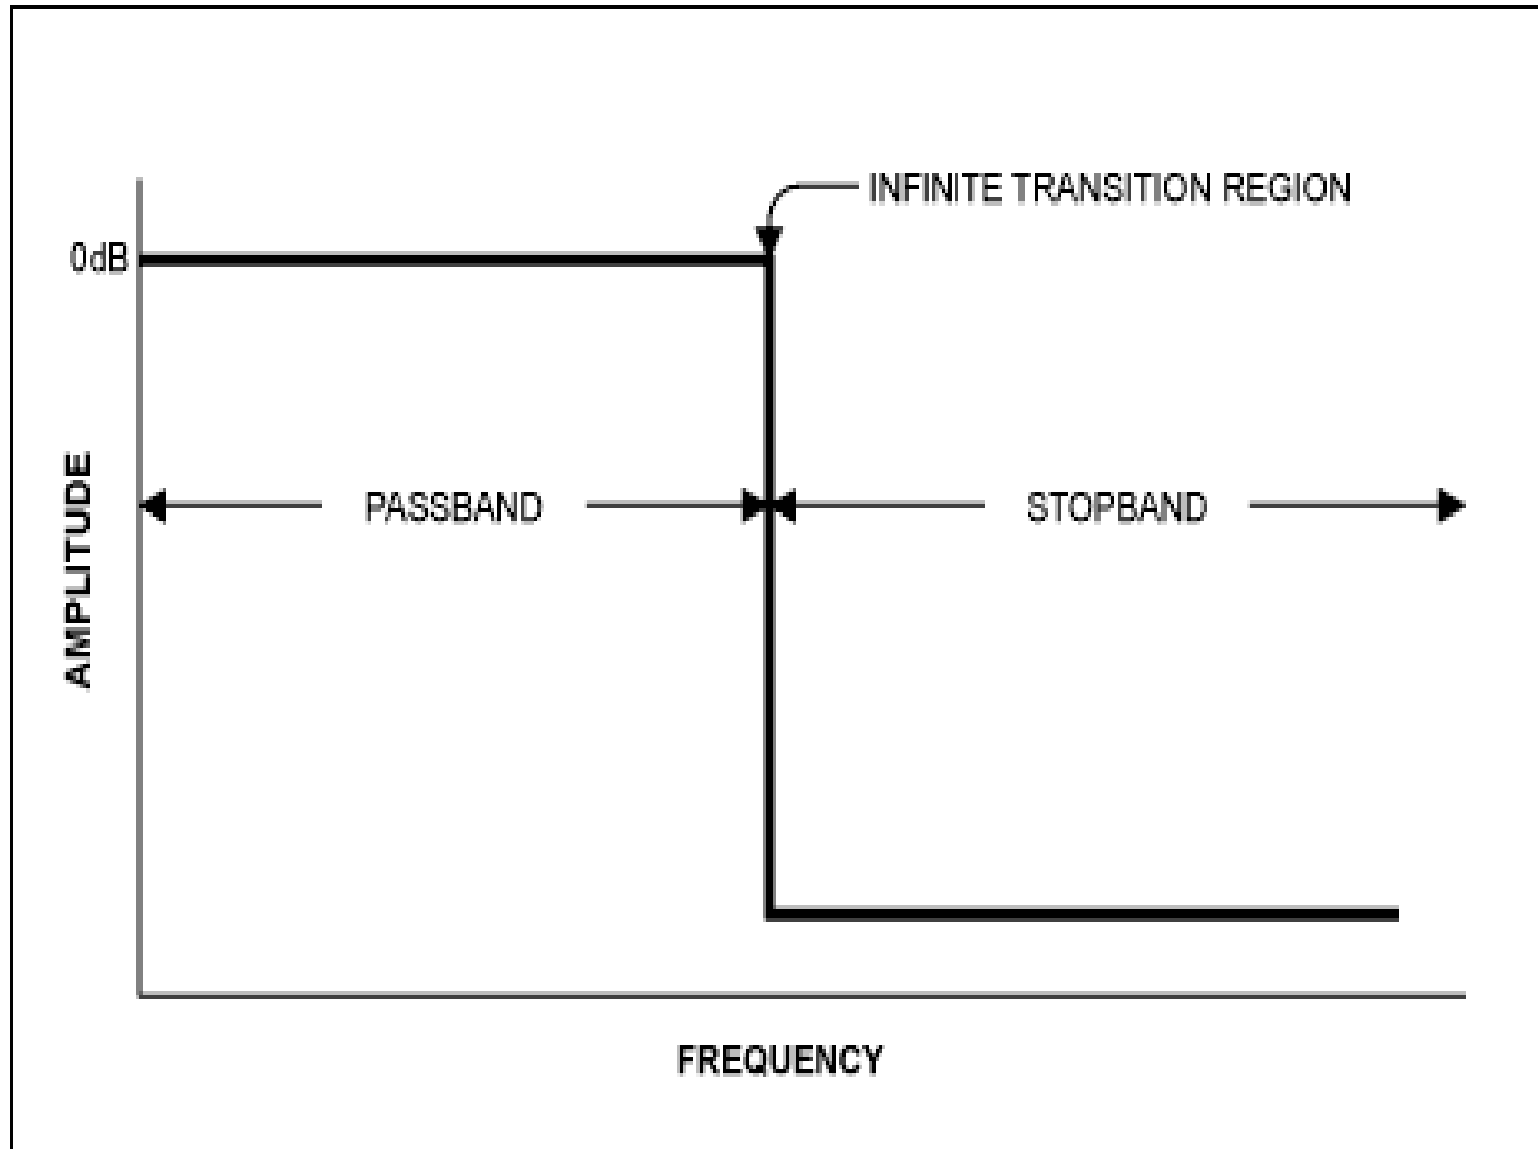 INFINITE TRANSITION REGION
0dB
PASSBAND
STOPBAND
AMPLITUDE
FREQUENCY